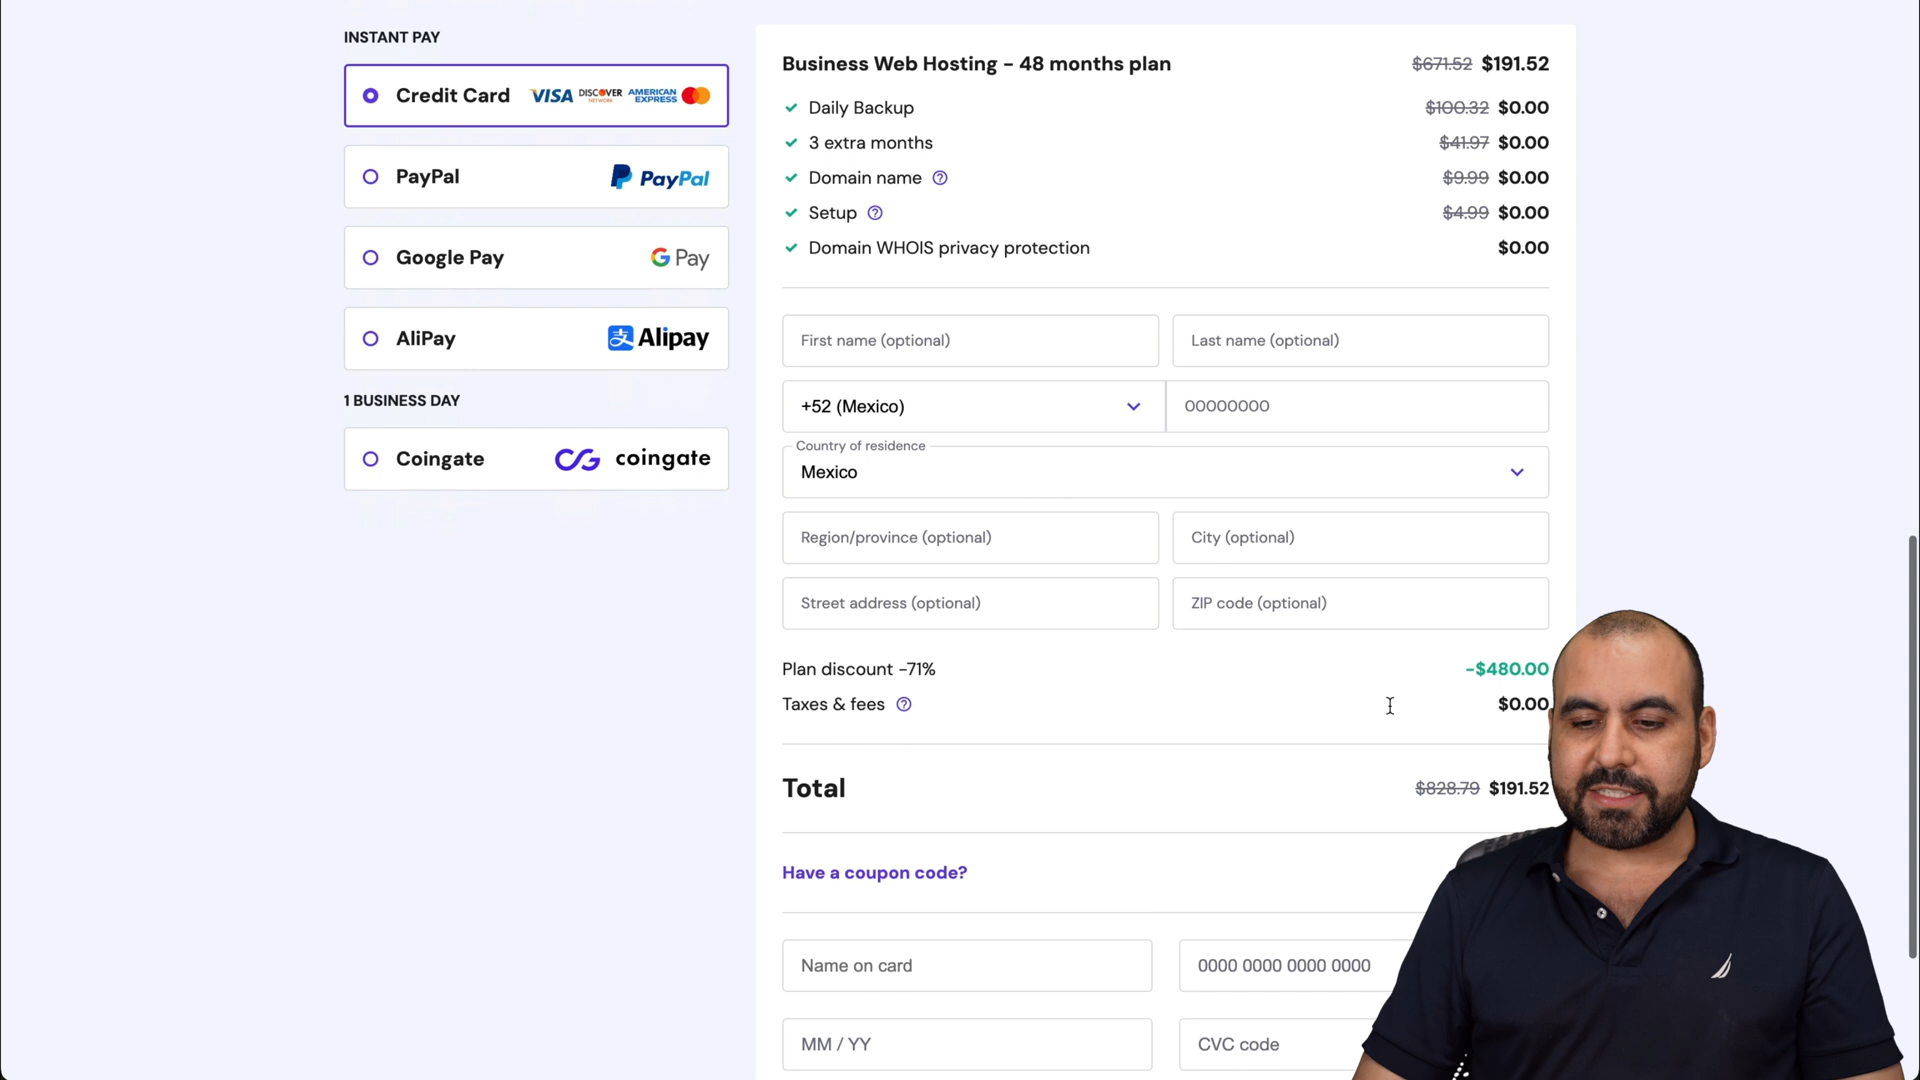 INSTANT PAY
Credit Card VISA DISCOVER NETWORK AMERICAN EXPRESS
PayPal PayPal
Google Pay G Pay
AliPay 支 Alipay
1 BUSINESS DAY
Coingate CG coingate
Business Web Hosting – 48 months plan $671.52 $191.52
Daily Backup $100.32 $0.00
3 extra months $41.97 $0.00
Domain name ? $9.99 $0.00
Setup ? $4.99 $0.00
Domain WHOIS privacy protection $0.00
First name (optional) Last name (optional)
+52 (Mexico) 00000000
Country of residence
Mexico
Region/province (optional) City (optional)
Street address (optional) ZIP code (optional)
Plan discount -71% -$480.00
Taxes & fees ? $0.00
Total $828.79 $191.52
Have a coupon code?
Name on card 0000 0000 0000 0000
MM / YY CVC code